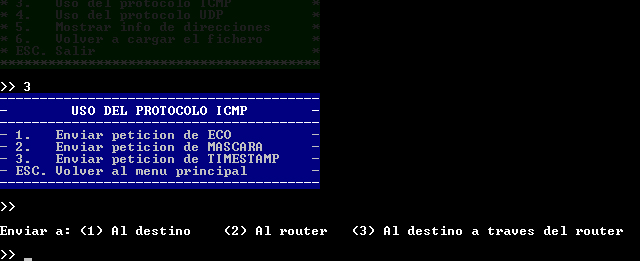 * 3.   Uso del protocolo ICMP          *
* 4.   Uso del protocolo UDP           *
* 5.   Mostrar info de direcciones     *
* 6.   Volver a cargar el fichero      *
* ESC. Salir                           *
****************************************
>> 3
----------------------------------------
-        USO DEL PROTOCOLO ICMP        -
----------------------------------------
- 1.   Enviar peticion de ECO          -
- 2.   Enviar peticion de MASCARA      -
- 3.   Enviar peticion de TIMESTAMP    -
- ESC. Volver al menu principal        -
----------------------------------------
>>
Enviar a: (1) Al destino    (2) Al router   (3) Al destino a traves del router
>> _